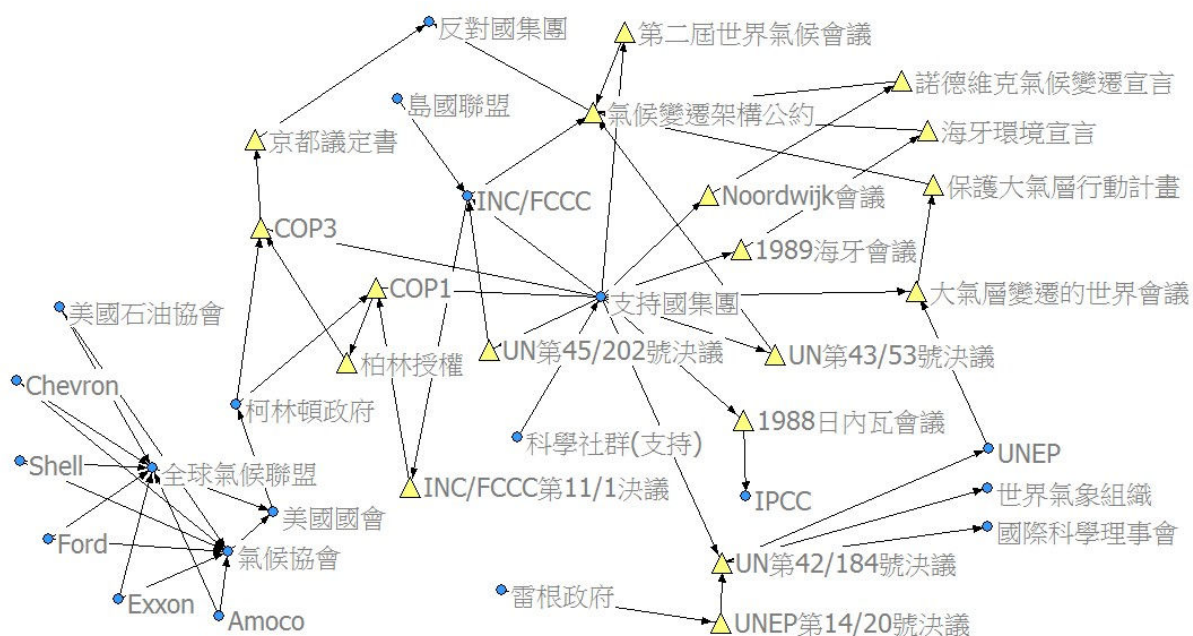 反對國集團
第二屆世界氣候會議
諾德維克氣候變遷宣言
島國聯盟
氣候變遷架構公約
海牙環境宣言
京都議定書
保護大氣層行動計畫
INC/FCCC
Noordwijk會議
COP3
1989海牙會議
COP1
支持國集團
大氣層變遷的世界會議
美國石油協會
UN第45/202號決議
UN第43/53號決議
柏林授權
Chevron
柯林頓政府
1988日內瓦會議
科學社群(支持)
UNEP
Shell
全球氣候聯盟
INC/FCCC第11/1決議
IPCC
世界氣象組織
美國國會
國際科學理事會
Ford
氣候協會
UN第42/184號決議
雷根政府
Exxon
Amoco
UNEP第14/20號決議